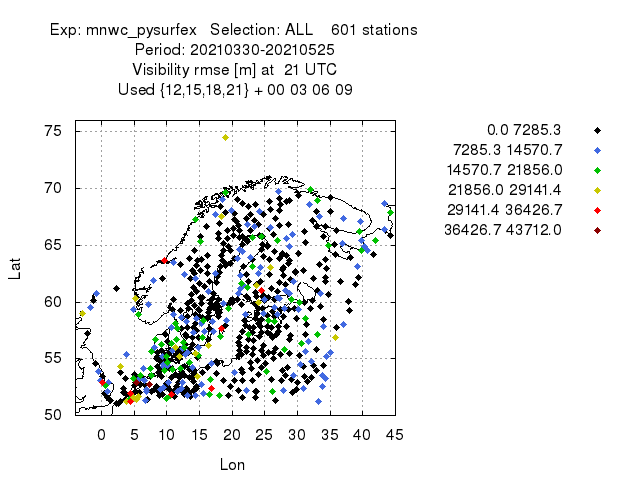 Exp: mnwc_pysurfex Selection: ALL 601 stations
Period: 20210330-20210525
Visibility rmse [m] at 21 UTC
Used {12,15,18,21} + 00 03 06 09
75
70
65
60
55
50
Lat
0 5 10 15 20 25 30 35 40 45
Lon
0.0 7285.3
7285.3 14570.7
14570.7 21856.0
21856.0 29141.4
29141.4 36426.7
36426.7 43712.0